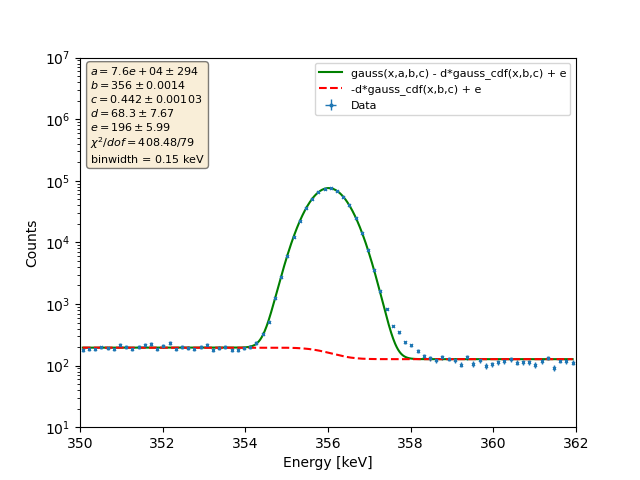 a = 7.6e + 04 ± 294
b = 356 ± 0.0014
c = 0.442 ± 0.00103
d = 68.3 ± 7.67
e = 196 ± 5.99
χ²/dof = 408.48/79
binwidth = 0.15 keV
gauss(x,a,b,c) - d*gauss_cdf(x,b,c) + e
-d*gauss_cdf(x,b,c) + e
Data
10⁷
10⁶
10⁵
10⁴
10³
10²
10¹
Counts
350 352 354 356 358 360 362
Energy [keV]